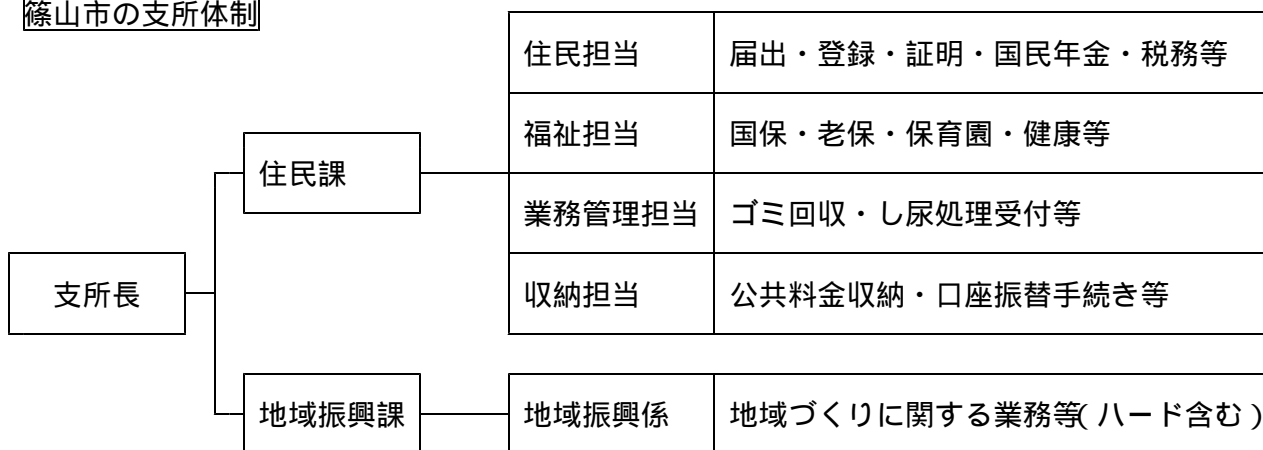 篠山市の支所体制
住民担当 届出・登録・証明・国民年金・税務等
福祉担当 国保・老保・保育園・健康等
住民課
業務管理担当 ゴミ回収・し尿処理受付等
支所長
収納担当 公共料金収納・口座振替手続き等
地域振興課 地域振興係 地域づくりに関する業務等(ハード含む)